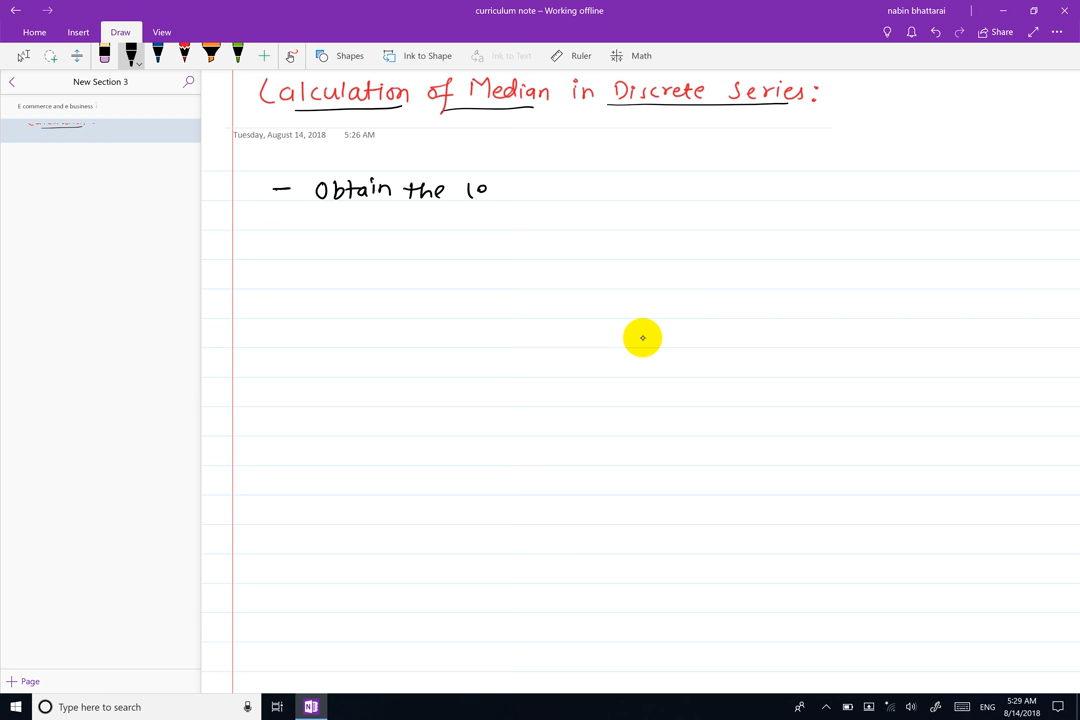 curriculum note – Working offline
nabin bhattarai
Home Insert Draw View
Share
Shapes Ink to Shape Ink to Text Ruler Math
New Section 3
E commerce and e business
Calculation of Median in Discrete Series:
Tuesday, August 14, 2018 5:26 AM
- Obtain the lo
Page
Type here to search
ENG
5:29 AM
8/14/2018